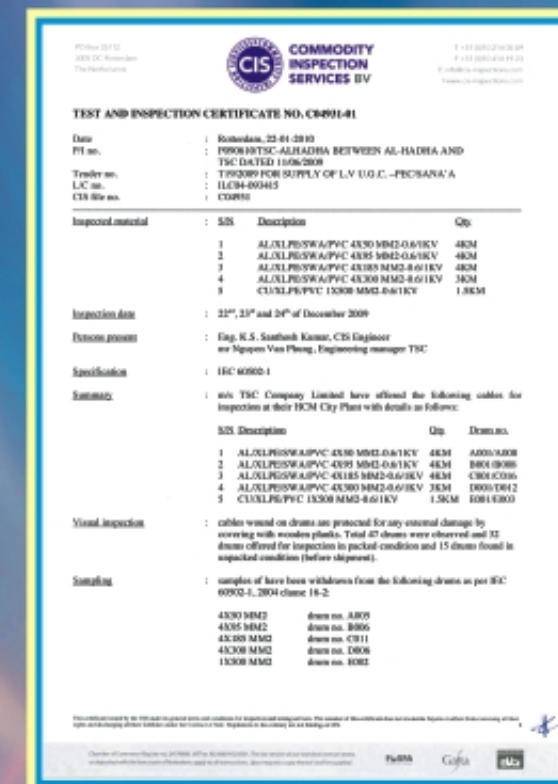 PO Box 25112
3001 DC Rotterdam
The Netherlands
CIS
COMMODITY
INSPECTION
SERVICES BV
TEST AND INSPECTION CERTIFICATE NO. C04931-01
Date : Rotterdam, 22-01-2010
P/I no. : P090610/TSC-ALHADHA BETWEEN AL-HADHA AND
TSC DATED 11/06/2009
Tender no. : T19/2009 FOR SUPPLY OF L.V U.G.C. –PEC/SANA'A
L/C no. : ILC04-093415
CIS file no. : C04931
Inspected material : S/N Description Qty.
1 AL/XLPE/SWA/PVC 4X50 MM2-0.6/1KV 4KM
2 AL/XLPE/SWA/PVC 4X95 MM2-0.6/1KV 4KM
3 AL/XLPE/SWA/PVC 4X185 MM2-0.6/1KV 4KM
4 AL/XLPE/SWA/PVC 4X300 MM2-0.6/1KV 3KM
5 CU/XLPE/PVC 1X500 MM2-0.6/1KV 1.5KM
Inspection date : 22nd, 23rd and 24th of December 2009
Persons present : Eng. K.S. Santhosh Kumar, CIS Engineer
mr Nguyen Van Phung, Engineering manager TSC
Specification : IEC 60502-1
Summary : m/s TSC Company Limited have offered the following cables for
inspection at their HCM City Plant with details as follows:
S/N Description Qty. Drum no.
1 AL/XLPE/SWA/PVC 4X50 MM2-0.6/1KV 4KM A001/A008
2 AL/XLPE/SWA/PVC 4X95 MM2-0.6/1KV 4KM B001/B008
3 AL/XLPE/SWA/PVC 4X185 MM2-0.6/1KV 4KM C001/C016
4 AL/XLPE/SWA/PVC 4X300 MM2-0.6/1KV 3KM D001/D012
5 CU/XLPE/PVC 1X500 MM2-0.6/1KV 1.5KM E001/E003
Visual inspection : cables wound on drums are protected for any external damage by
covering with wooden planks. Total 47 drums were observed and 32
drums offered for inspection in packed condition and 15 drums found in
unpacked condition (before shipment).
Sampling : samples of have been withdrawn from the following drums as per IEC
60502-1, 2004 clause 16-2:
4X50 MM2 drum no. A005
4X95 MM2 drum no. B006
4X185 MM2 drum no. C011
4X300 MM2 drum no. D006
1X500 MM2 drum no. E002
Gafta